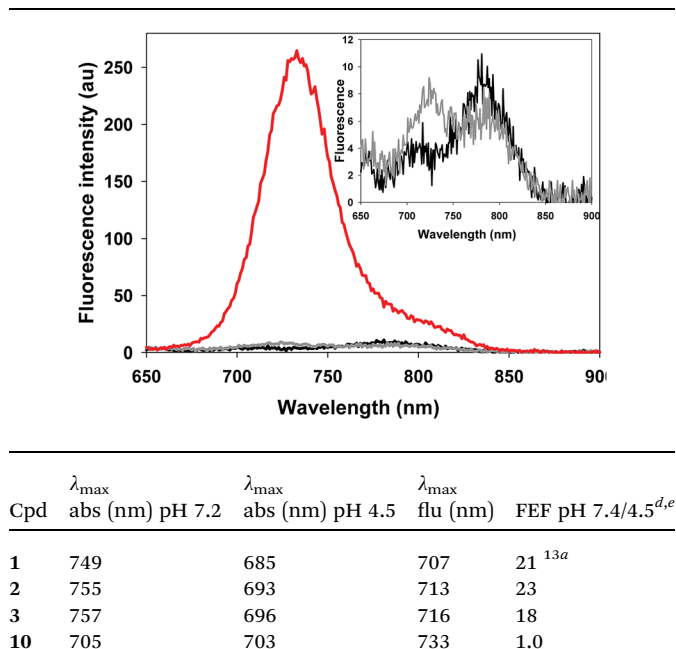 Fluorescence intensity (au)
250
200
150
100
50
0
650 700 750 800 850 90
Wavelength (nm)
Fluorescence
12
10
8
6
4
2
0
650 700 750 800 850 900
Wavelength (nm)
λmax λmax λmax
Cpd abs (nm) pH 7.2 abs (nm) pH 4.5 flu (nm) FEF pH 7.4/4.5d,e
1 749 685 707 21 13a
2 755 693 713 23
3 757 696 716 18
10 705 703 733 1.0